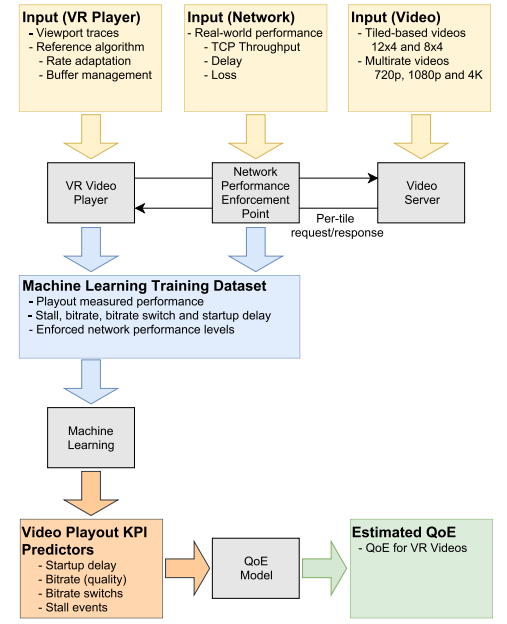 Input (VR Player)
- Viewport traces
- Reference algorithm
- Rate adaptation
- Buffer management
Input (Network)
- Real-world performance
- TCP Throughput
- Delay
- Loss
Input (Video)
- Tiled-based videos
12x4 and 8x4
- Multirate videos
720p, 1080p and 4K
VR Video
Player
Network
Performance
Enforcement
Point
Video
Server
Per-tile
request/response
Machine Learning Training Dataset
- Playout measured performance
- Stall, bitrate, bitrate switch and startup delay
- Enforced network performance levels
Machine
Learning
Video Playout KPI
Predictors
- Startup delay
- Bitrate (quality)
- Bitrate switchs
- Stall events
QoE
Model
Estimated QoE
- QoE for VR Videos